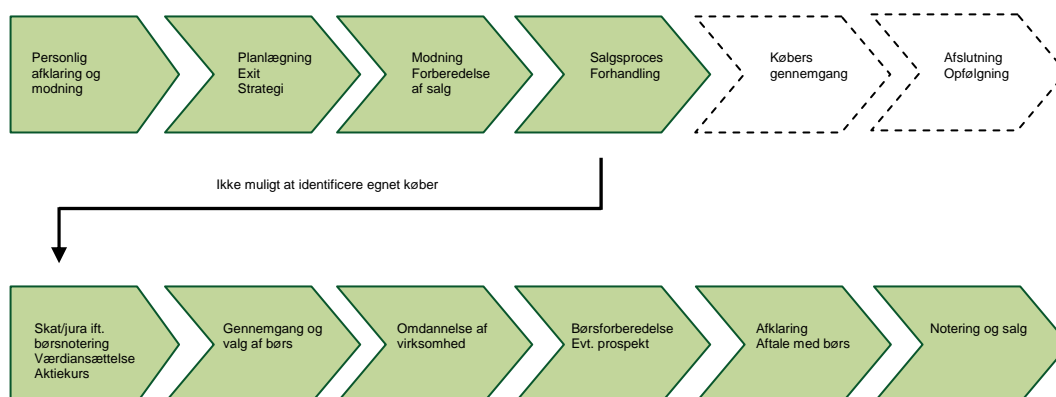 Personlig
afklaring og
modning
Planlægning
Exit
Strategi
Modning
Forberedelse
af salg
Salgsproces
Forhandling
Købers
gennemgang
Afslutning
Opfølgning
Ikke muligt at identificere egnet køber
Skat/jura ift.
børsnotering
Værdiansættelse
Aktiekurs
Gennemgang og
valg af børs
Omdannelse af
virksomhed
Børsforberedelse
Evt. prospekt
Afklaring
Aftale med børs
Notering og salg